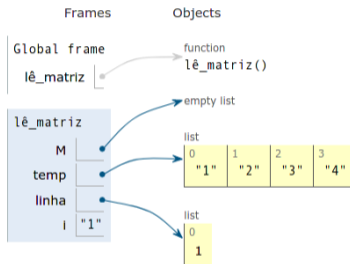 Frames Objects
Global frame
lê_matriz
function
lê_matriz()
empty list
lê_matriz
M
temp
linha
i "1"
list
0 1 2 3
"1" "2" "3" "4"
list
0
1